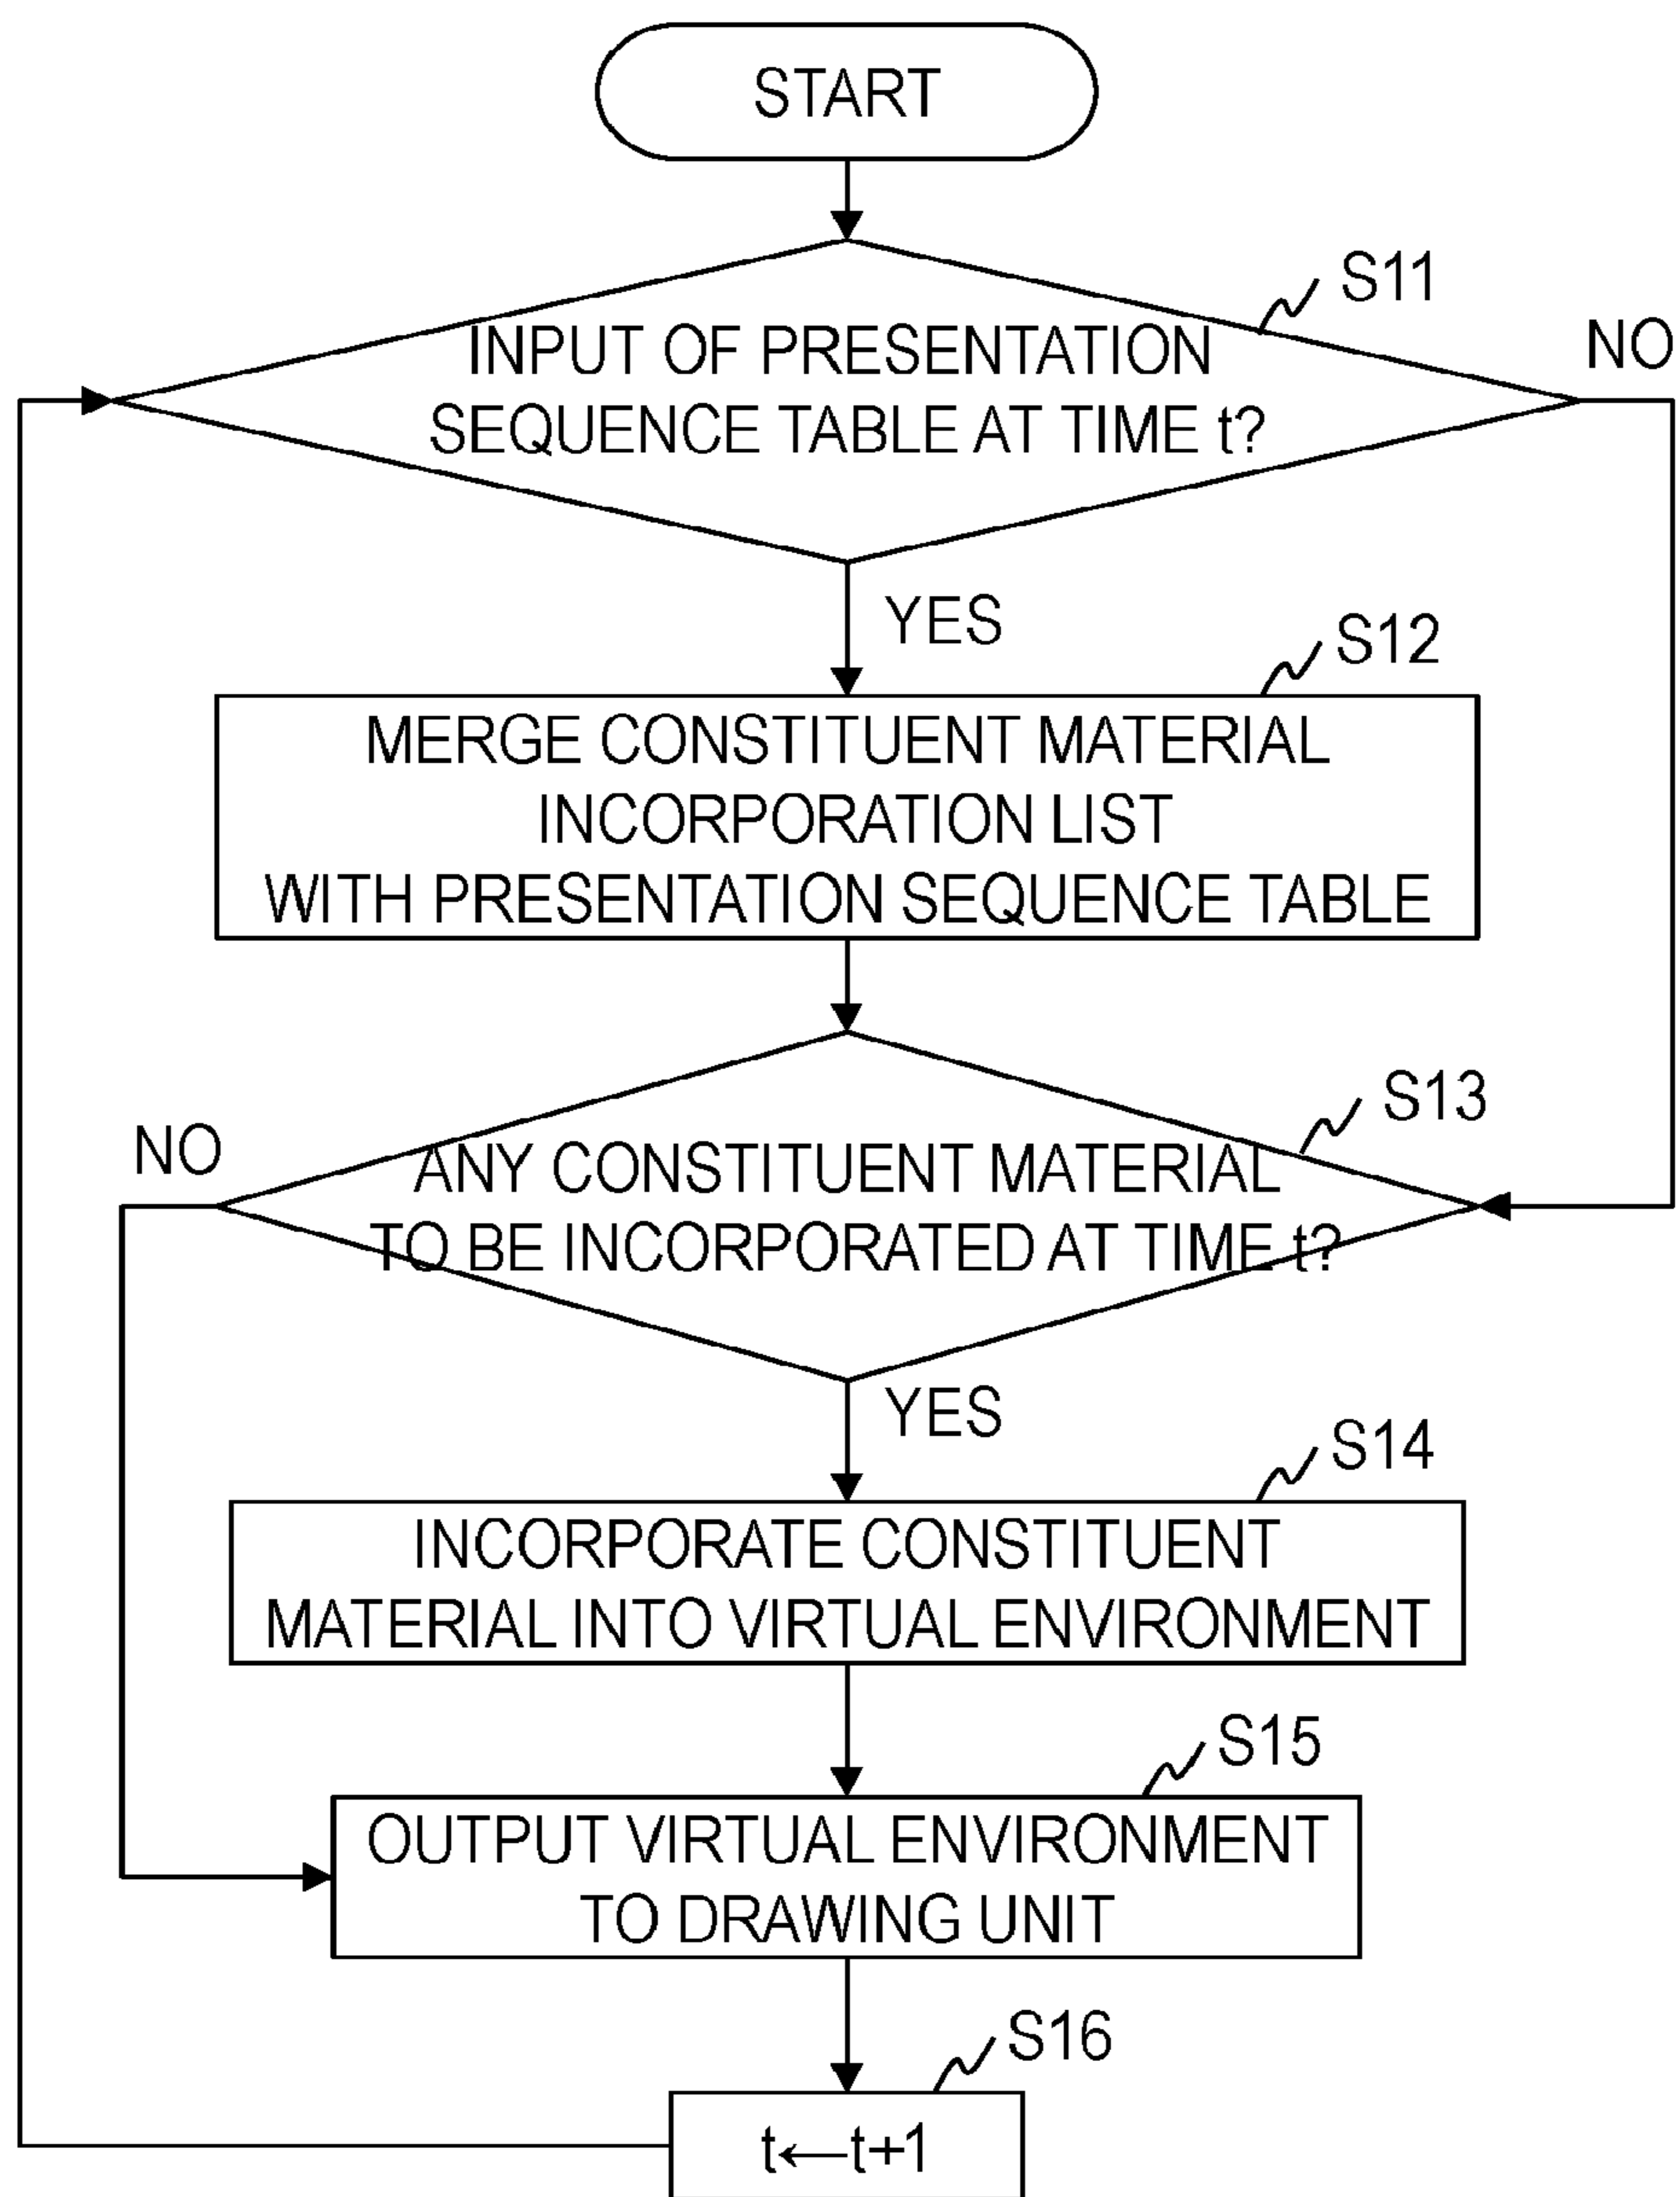 START
S11
NO
INPUT OF PRESENTATION
SEQUENCE TABLE AT TIME t?
YES
S12
MERGE CONSTITUENT MATERIAL
INCORPORATION LIST
WITH PRESENTATION SEQUENCE TABLE
S13
NO
ANY CONSTITUENT MATERIAL
TO BE INCORPORATED AT TIME t?
YES
S14
INCORPORATE CONSTITUENT
MATERIAL INTO VIRTUAL ENVIRONMENT
S15
OUTPUT VIRTUAL ENVIRONMENT
TO DRAWING UNIT
S16
t←t+1